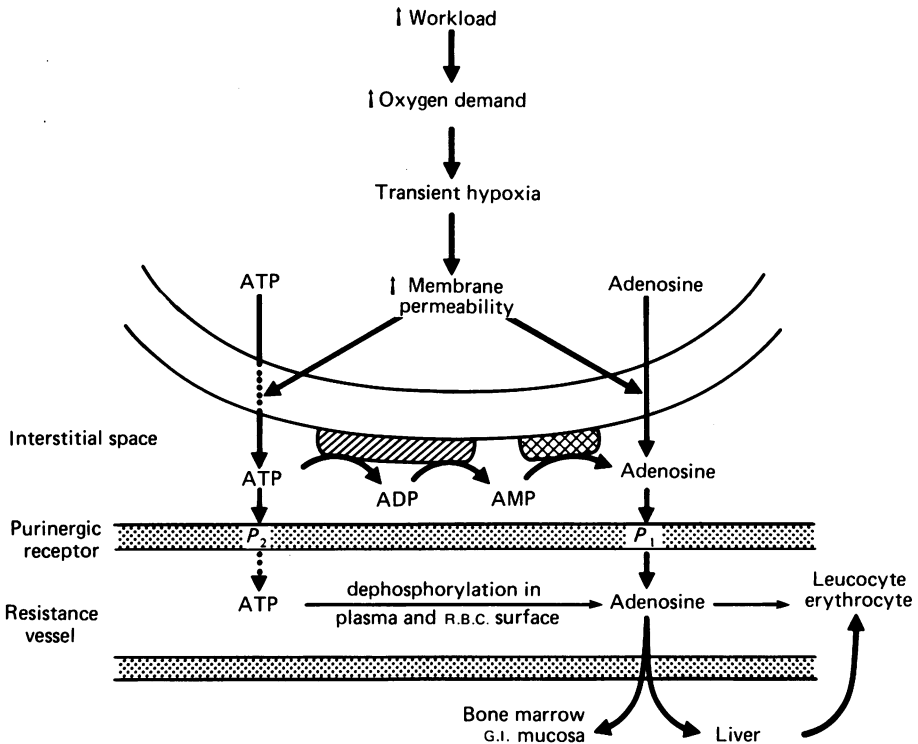 ↑ Workload
↑ Oxygen demand
Transient hypoxia
ATP
↑ Membrane
permeability
Adenosine
Interstitial space
ATP
ADP
AMP
Adenosine
Purinergic
receptor
P2
P1
Resistance
vessel
ATP
dephosphorylation in
plasma and R.B.C. surface
Adenosine
Leucocyte
erythrocyte
Bone marrow
G.I. mucosa
Liver